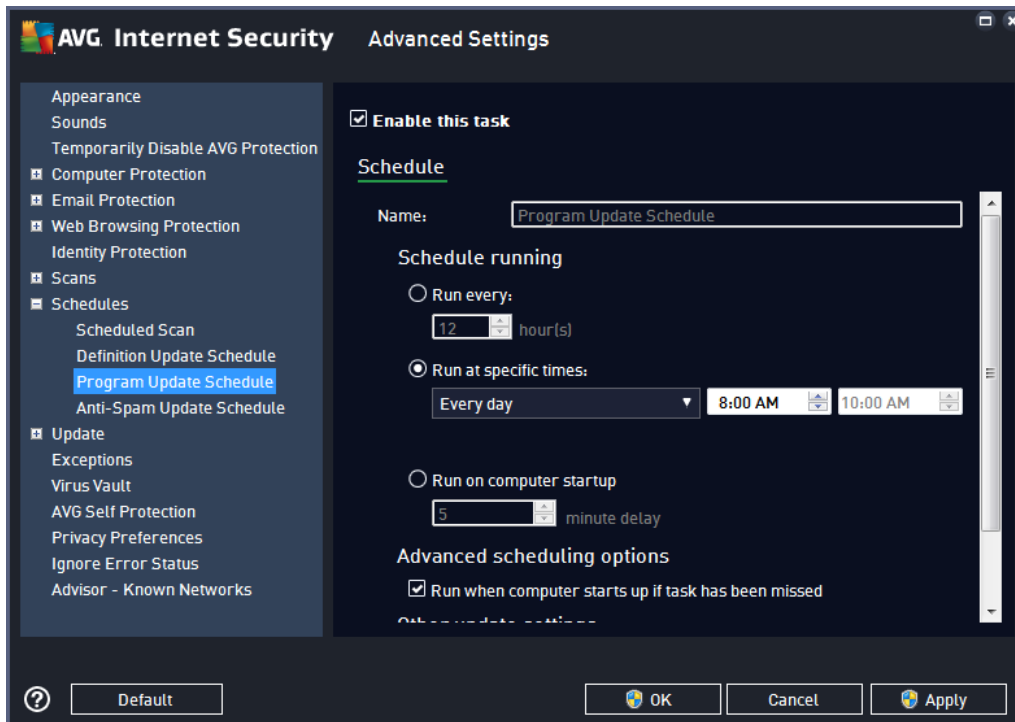 AVG Internet Security Advanced Settings
Appearance
Sounds
Temporarily Disable AVG Protection
Computer Protection
Email Protection
Web Browsing Protection
Identity Protection
Scans
Schedules
Scheduled Scan
Definition Update Schedule
Program Update Schedule
Anti-Spam Update Schedule
Update
Exceptions
Virus Vault
AVG Self Protection
Privacy Preferences
Ignore Error Status
Advisor - Known Networks
Enable this task
Schedule
Name: Program Update Schedule
Schedule running
Run every:
12 hour(s)
Run at specific times:
Every day 8:00 AM 10:00 AM
Run on computer startup
5 minute delay
Advanced scheduling options
Run when computer starts up if task has been missed
Other update settings
? Default OK Cancel Apply